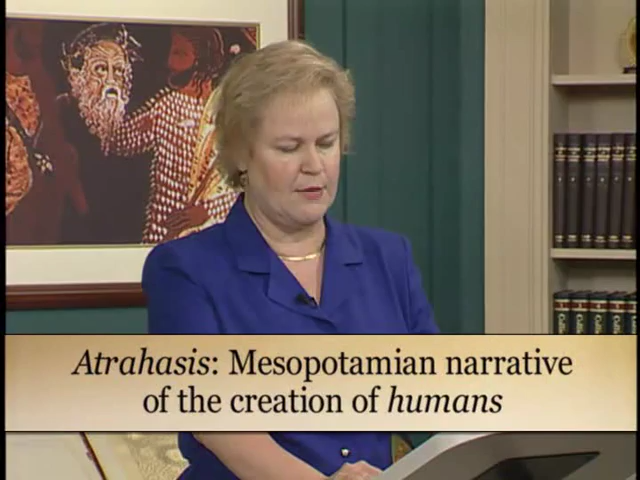 Atrahasis: Mesopotamian narrative
of the creation of humans